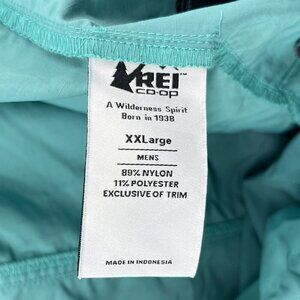 REI
co·op
A Wilderness Spirit
Born in 1938
XXLarge
MENS
89% NYLON
11% POLYESTER
EXCLUSIVE OF TRIM
MADE IN INDONESIA